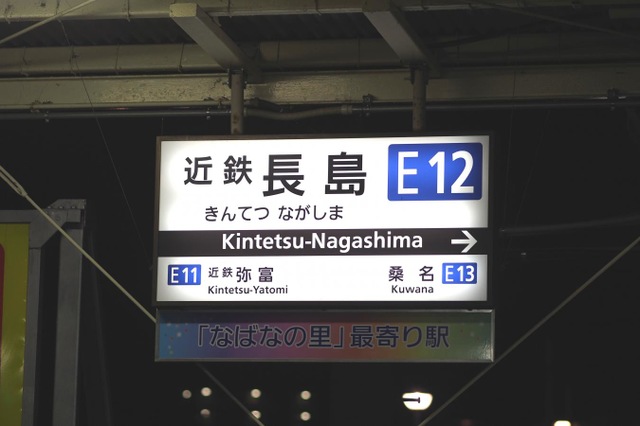 近鉄 長島 E12
きんてつ ながしま
Kintetsu-Nagashima →
E11 近鉄 弥富 桑名 E13
Kintetsu-Yatomi Kuwana
「なばなの里」最寄り駅